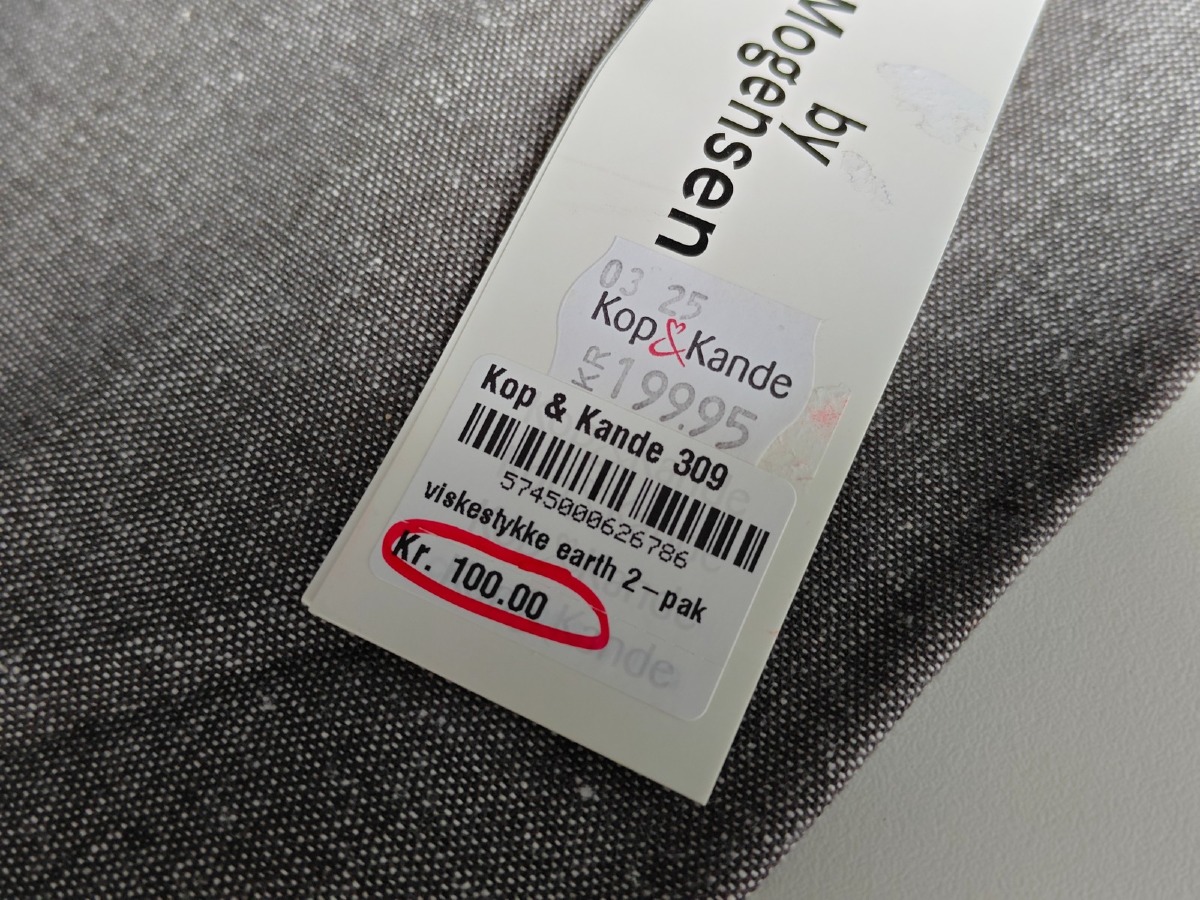 by
Mogensen
03 25
Kop&Kande
KR 199.95
Kop & Kande 309
5745000626786
viskestykke earth 2-pak
Kr. 100.00